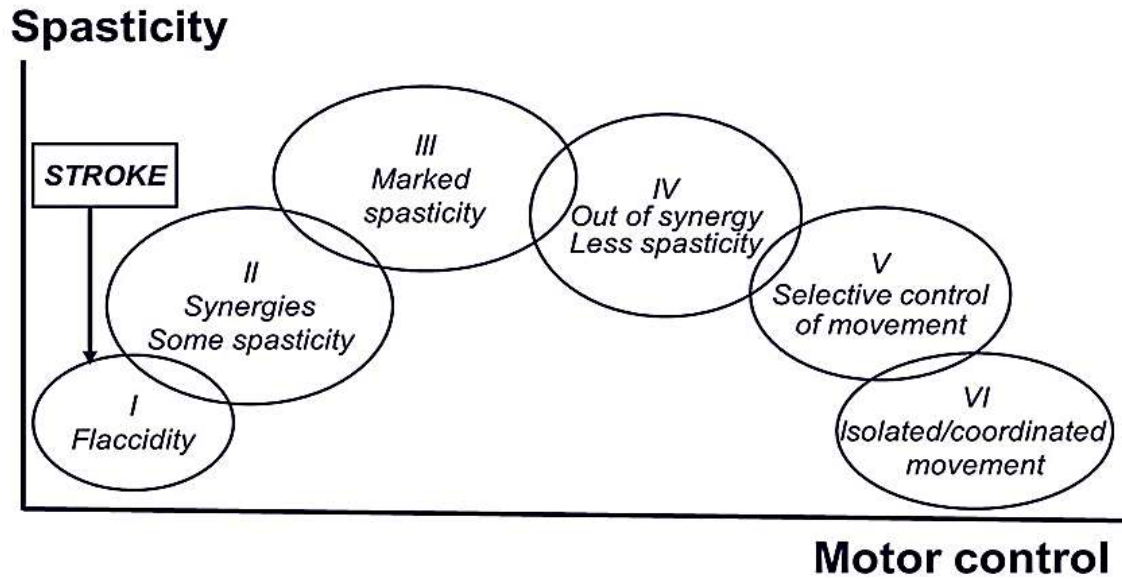 Spasticity
STROKE
I
Flaccidity
II
Synergies
Some spasticity
III
Marked
spasticity
IV
Out of synergy
Less spasticity
V
Selective control
of movement
VI
Isolated/coordinated
movement
Motor control